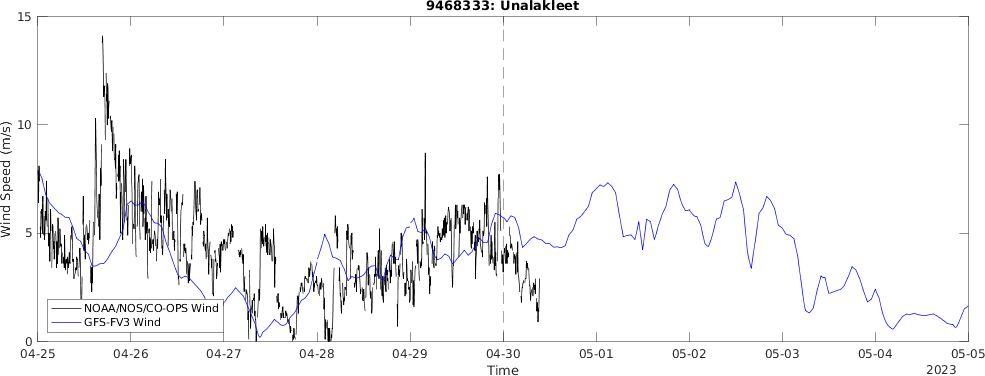 9468333: Unalakleet
15
10
5
0
Wind Speed (m/s)
NOAA/NOS/CO-OPS Wind
GFS-FV3 Wind
04-25 04-26 04-27 04-28 04-29 04-30 05-01 05-02 05-03 05-04 05-05
Time
2023